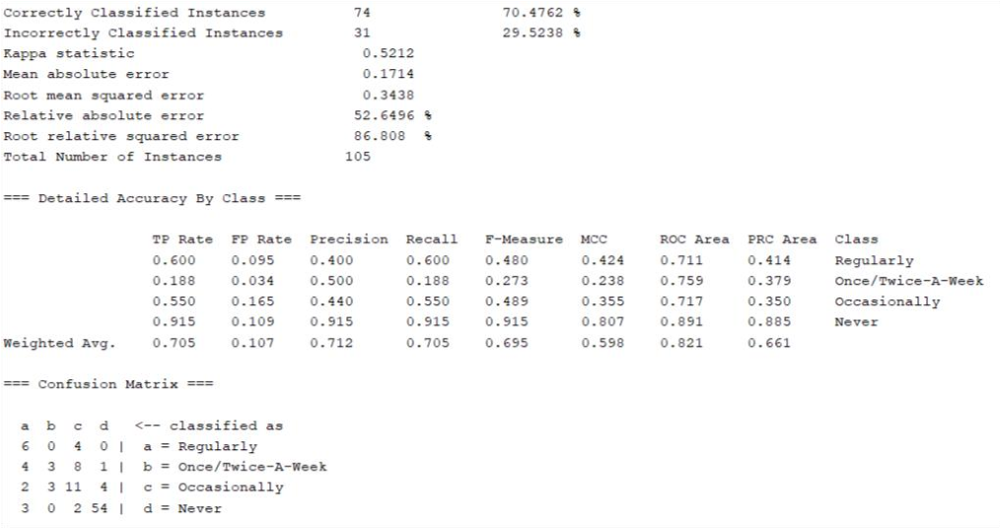 Correctly Classified Instances 74 70.4762 %
Incorrectly Classified Instances 31 29.5238 %
Kappa statistic 0.5212
Mean absolute error 0.1714
Root mean squared error 0.3438
Relative absolute error 52.6496 %
Root relative squared error 86.808 %
Total Number of Instances 105
=== Detailed Accuracy By Class ===
TP Rate FP Rate Precision Recall F-Measure MCC ROC Area PRC Area Class
0.600 0.095 0.400 0.600 0.480 0.424 0.711 0.414 Regularly
0.188 0.034 0.500 0.188 0.273 0.238 0.759 0.379 Once/Twice-A-Week
0.550 0.165 0.440 0.550 0.489 0.355 0.717 0.350 Occasionally
0.915 0.109 0.915 0.915 0.915 0.807 0.891 0.885 Never
Weighted Avg. 0.705 0.107 0.712 0.705 0.695 0.598 0.821 0.661
=== Confusion Matrix ===
a b c d <-- classified as
6 0 4 0 | a = Regularly
4 3 8 1 | b = Once/Twice-A-Week
2 3 11 4 | c = Occasionally
3 0 2 54 | d = Never